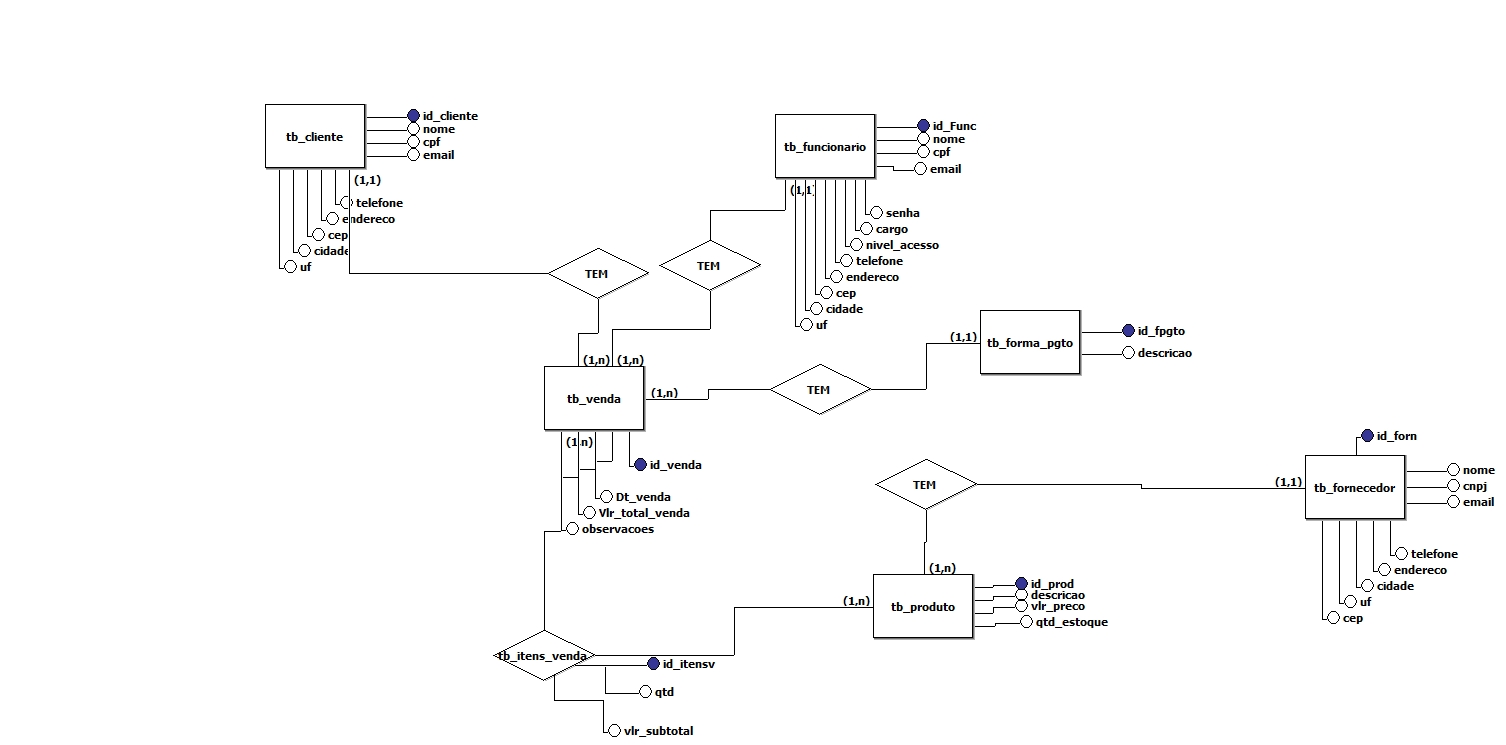 tb_cliente
id_cliente
nome
cpf
email
(1,1)
telefone
endereco
cep
cidade
uf
tb_funcionario
id_Func
nome
cpf
email
(1,1)
senha
cargo
nivel_acesso
telefone
endereco
cep
cidade
uf
TEM
TEM
(1,n) (1,n)
tb_venda
(1,n)
TEM
(1,1)
tb_forma_pgto
id_fpgto
descricao
(1,n)
id_venda
Dt_venda
Vlr_total_venda
observacoes
TEM
(1,1)
tb_fornecedor
id_forn
nome
cnpj
email
telefone
endereco
cidade
uf
cep
(1,n)
(1,n)
tb_produto
id_prod
descricao
vlr_preco
qtd_estoque
tb_itens_venda
id_itensv
qtd
vlr_subtotal